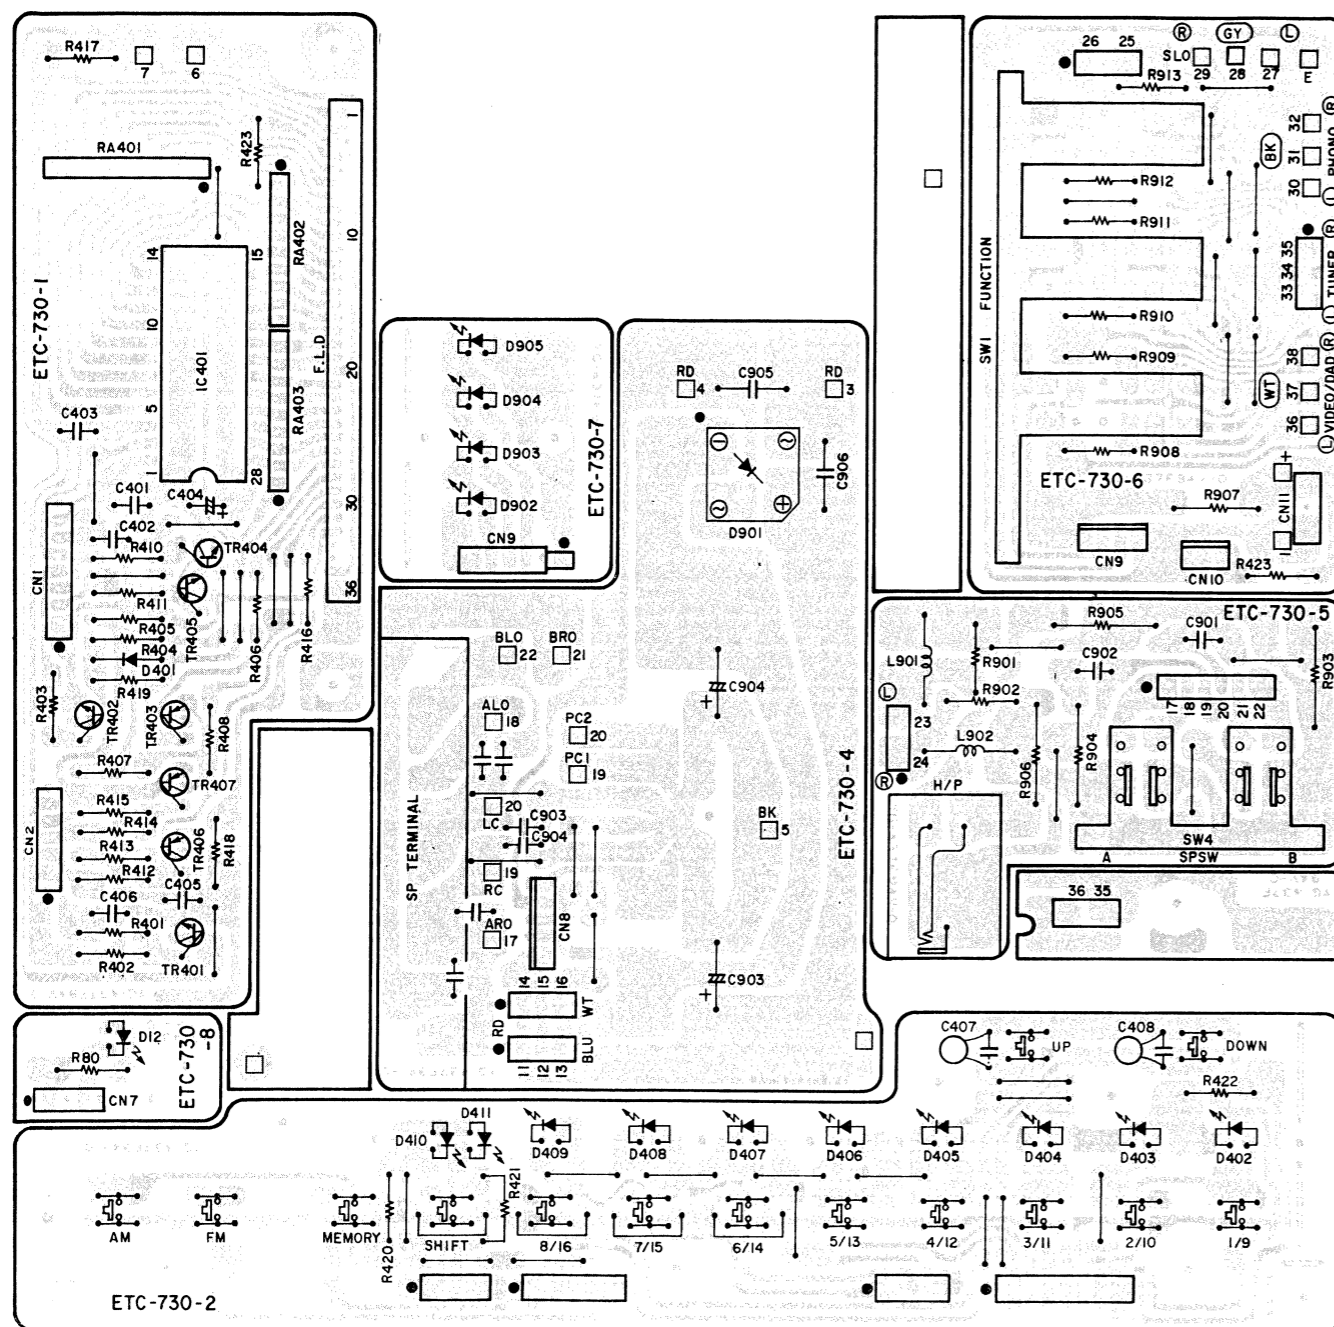 ETC-730-1
R417
7
6
RA401
R423
1
RA402
10
14
15
10
IC401
F.L.D
5
20
RA403
C403
1
28
C401
C404
+
30
C402
R410
TR404
CN1
R411
36
R405
TR405
R404
D401
R406
R416
R419
R403
TR402
TR403
R408
R407
TR407
R415
R414
CN2
R413
TR406
R418
R412
C405
C406
R401
R402
TR401
ETC-730-7
D905
D904
D903
D902
CN9
ETC-730-4
RD
4
C905
RD
3
C906
D901
SP TERMINAL
BLO
22
BRO
21
C904
+
ALO
18
PC2
20
PC1
19
20
LC
C903
C904
BK
5
19
RC
ARO
17
CN8
C903
+
14
15
16
WT
RD
BLU
11
12
13
ETC-730-6
26 25
R
GY
L
SLO
29
28
27
E
R913
SW1 FUNCTION
32
R
31
BK
PHONO
30
L
R912
R911
R
35
34
33
TUNER
L
R910
R909
R
38
WT
37
VIDEO/DAD
36
L
R908
R907
+
CN11
−
CN9
CN10
R423
ETC-730-5
R905
C901
R903
L901
R901
C902
R902
L
23
24
R
L902
17
18
19
20
21
22
R906
R904
H/P
SW4
A
SPSW
B
36 35
ETC-730
-8
D12
R80
CN7
ETC-730-2
C407
UP
C408
DOWN
R422
D410
D411
D409
D408
D407
D406
D405
D404
D403
D402
R421
R420
AM
FM
MEMORY
SHIFT
8/16
7/15
6/14
5/13
4/12
3/11
2/10
1/9